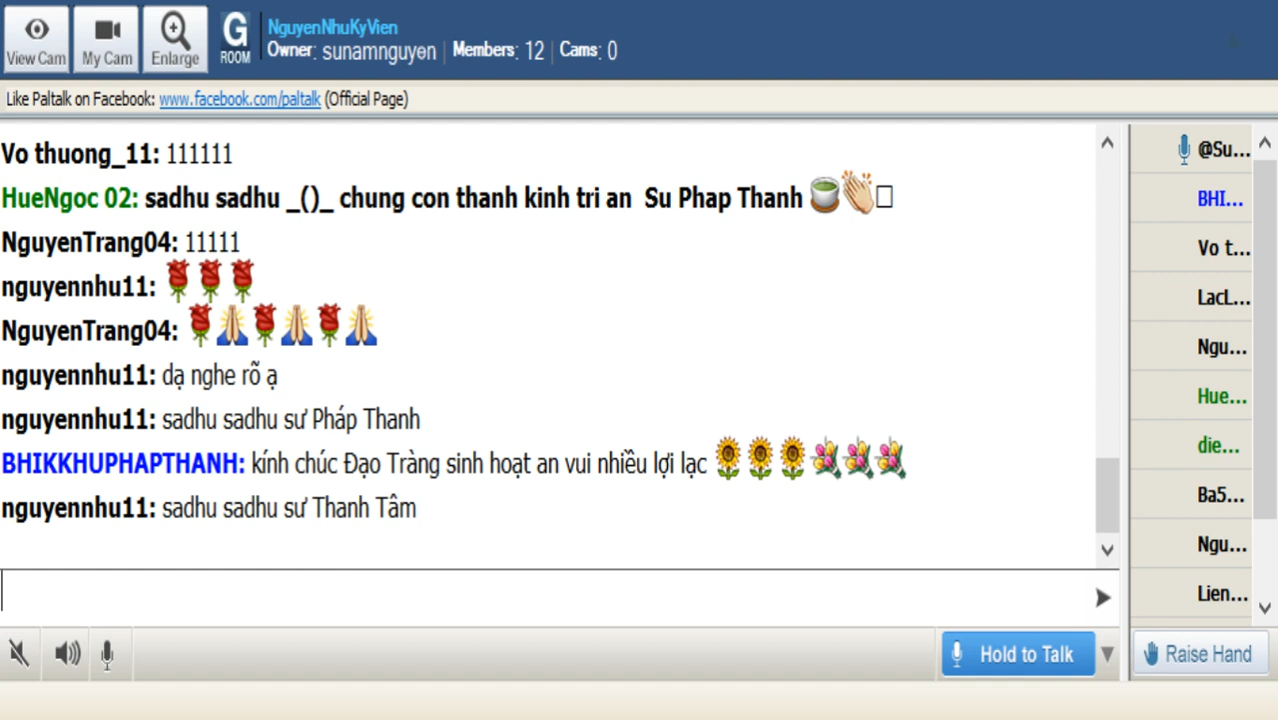 View Cam
My Cam
Enlarge
G
ROOM
NguyenNhuKyVien
Owner: sunamnguyen | Members: 12 | Cams: 0
Like Paltalk on Facebook: www.facebook.com/paltalk (Official Page)
Vo thuong_11: 111111
HueNgoc 02: sadhu sadhu _()_ chung con thanh kinh tri an Su Phap Thanh 🍵👏
NguyenTrang04: 11111
nguyennhu11: 🌹🌹🌹
NguyenTrang04: 🌹🙏🌹🙏🌹🙏
nguyennhu11: dạ nghe rõ ạ
nguyennhu11: sadhu sadhu sư Pháp Thanh
BHIKKHUPHAPTHANH: kính chúc Đạo Tràng sinh hoạt an vui nhiều lợi lạc 🌻🌻🌻💐💐💐
nguyennhu11: sadhu sadhu sư Thanh Tâm
@Su...
BHI...
Vo t...
LacL...
Ngu...
Hue...
die...
Ba5...
Ngu...
Lien...
Hold to Talk
Raise Hand